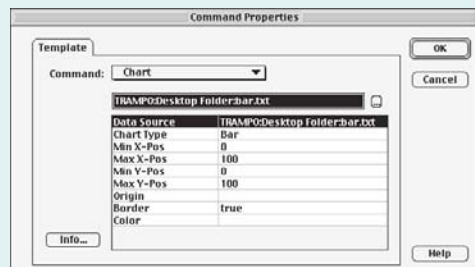 Command Properties
Template
OK
Command: Chart
Cancel
TRAMPO:Desktop Folder:bar.txt
Data Source TRAMPO:Desktop Folder:bar.txt
Chart Type Bar
Min X-Pos 0
Max X-Pos 100
Min Y-Pos 0
Max Y-Pos 100
Origin
Border true
Color
Info...
Help